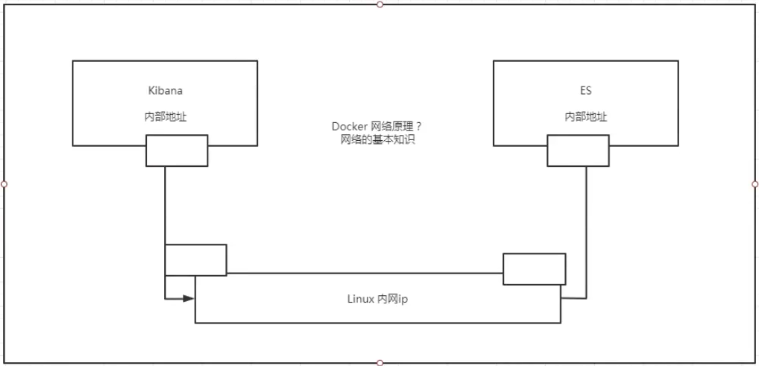 Kibana
内部地址
ES
内部地址
Docker 网络原理？
网络的基本知识
Linux 内网ip